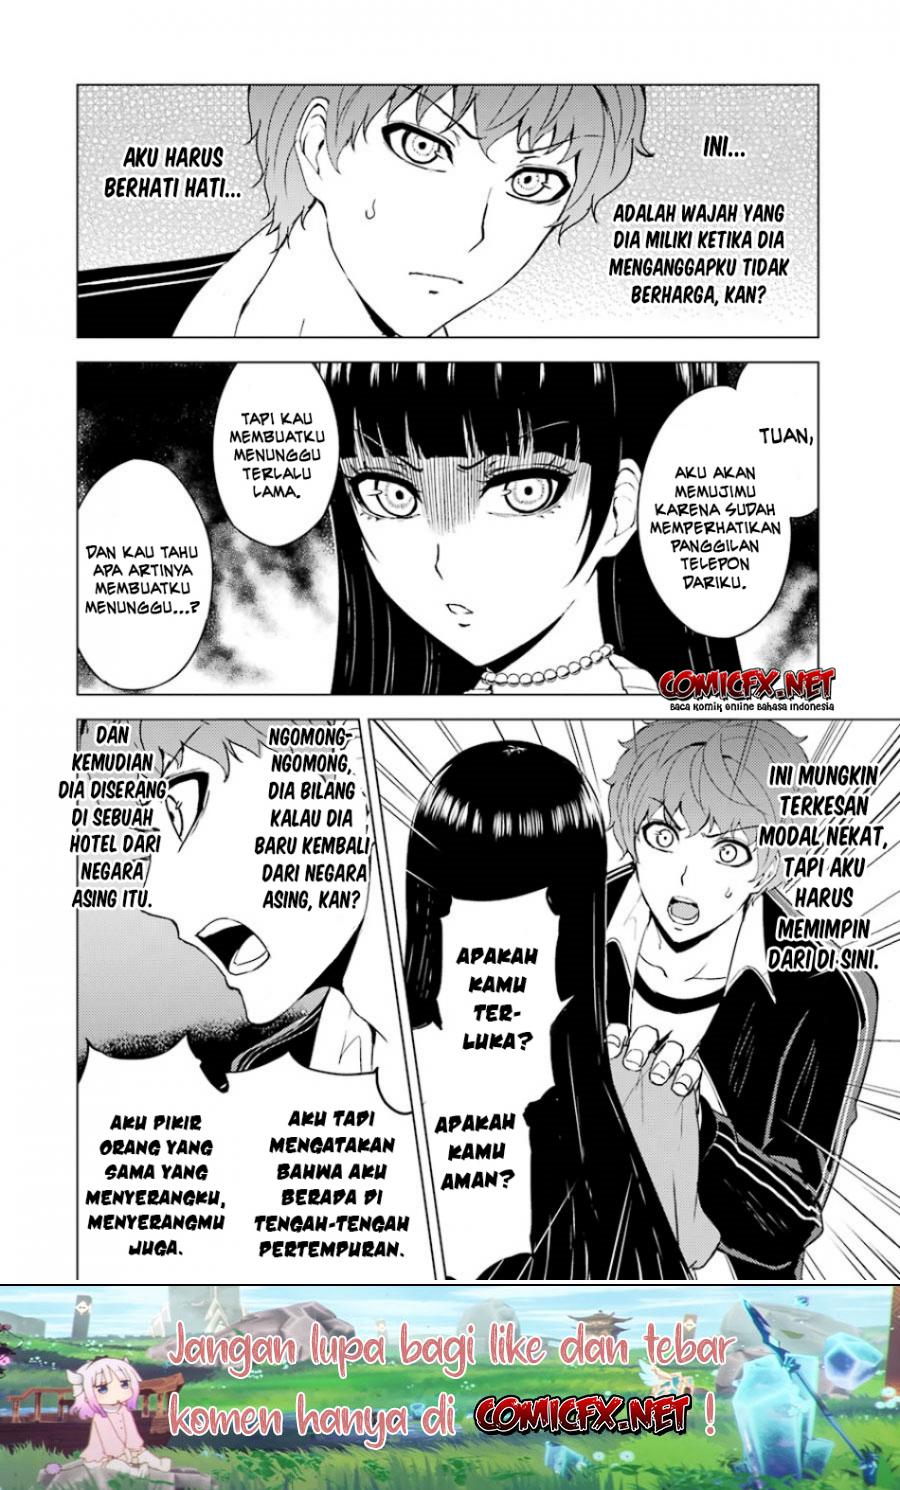 INI...
ADALAH WAJAH YANG
DIA MILIKI KETIKA DIA
MENGANGGAPKU TIDAK
BERHARGA, KAN?
AKU HARUS
BERHATI HATI...
TUAN,
AKU AKAN
MEMUJIMU
KARENA SUDAH
MEMPERHATIKAN
PANGGILAN
TELEPON
DARIKU.
TAPI KAU
MEMBUATKU
MENUNGGU
TERLALU
LAMA.
DAN KAU TAHU
APA ARTINYA
MEMBUATKU
MENUNGGU...?
COMICFX.NET
Baca Komik Online Bahasa Indonesia
INI MUNGKIN
TERKESAN
MODAL NEKAT,
TAPI AKU
HARUS
MEMIMPIN
DARI DI SINI.
APAKAH
KAMU
TER-
LUKA?
APAKAH
KAMU
AMAN?
NGOMONG-
NGOMONG,
DIA BILANG
KALAU DIA
BARU KEMBALI
DARI NEGARA
ASING, KAN?
DAN
KEMUDIAN
DIA DISERANG
DI SEBUAH
HOTEL DARI
NEGARA
ASING ITU.
AKU TADI
MENGATAKAN
BAHWA AKU
BERADA DI
TENGAH-TENGAH
PERTEMPURAN.
AKU PIKIR
ORANG YANG
SAMA YANG
MENYERANGKU,
MENYERANGMU
JUGA.
Jangan lupa bagi like dan tebar
komen hanya di COMICFX.NET !